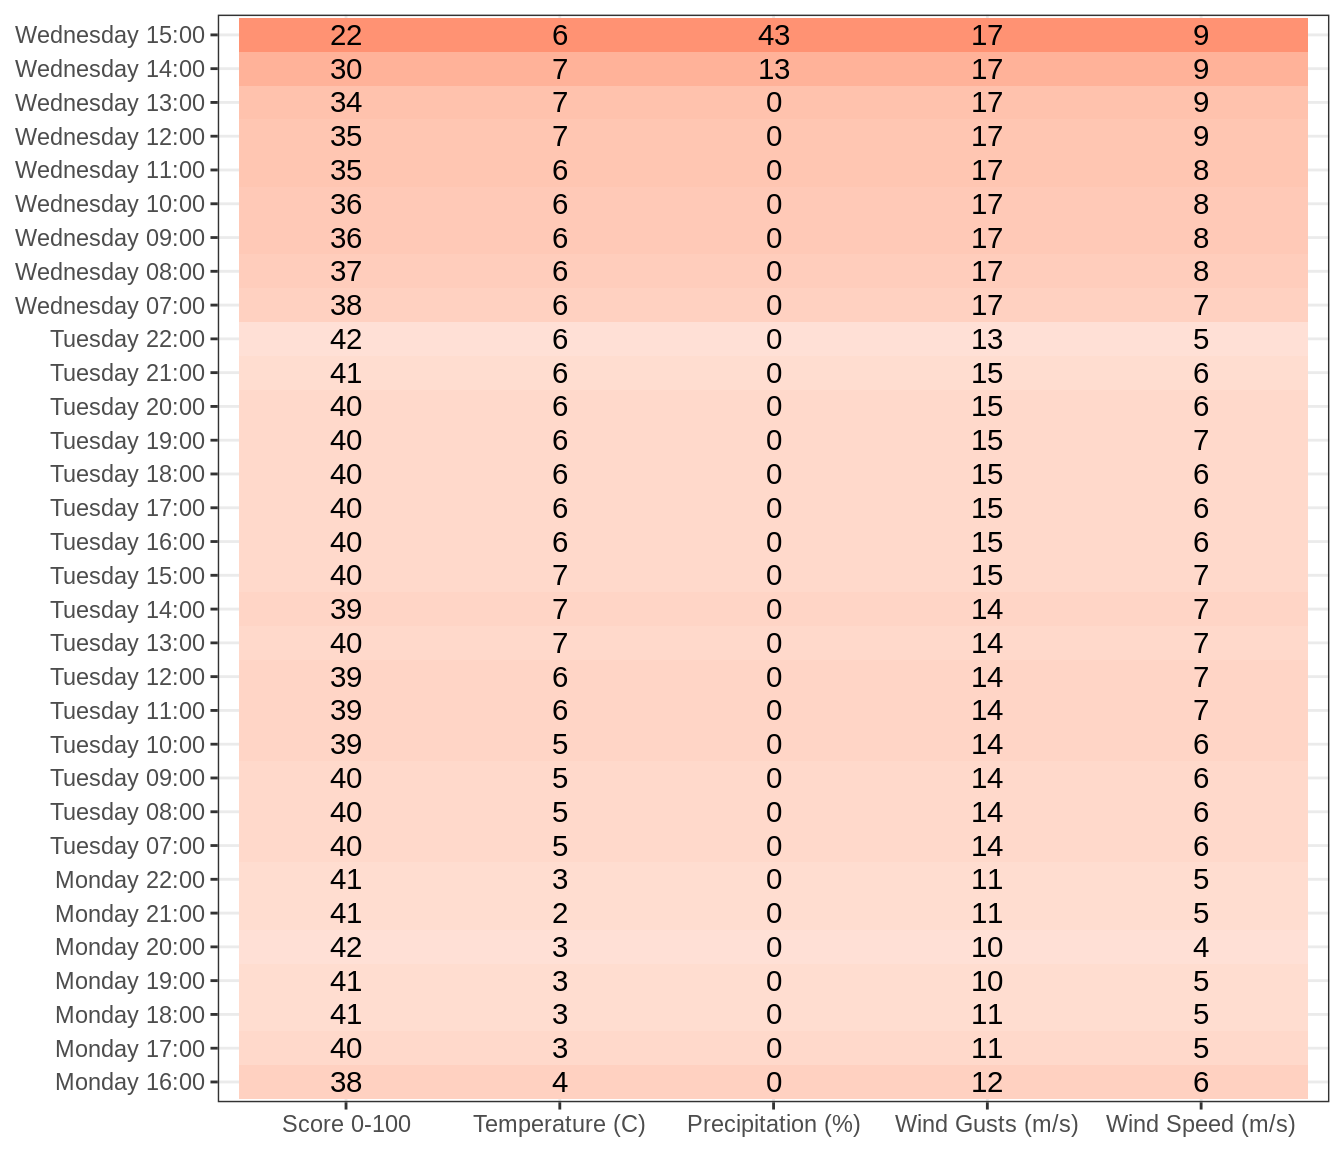 Wednesday 15:00 22 6 43 17 9
Wednesday 14:00 30 7 13 17 9
Wednesday 13:00 34 7 0 17 9
Wednesday 12:00 35 7 0 17 9
Wednesday 11:00 35 6 0 17 8
Wednesday 10:00 36 6 0 17 8
Wednesday 09:00 36 6 0 17 8
Wednesday 08:00 37 6 0 17 8
Wednesday 07:00 38 6 0 17 7
Tuesday 22:00 42 6 0 13 5
Tuesday 21:00 41 6 0 15 6
Tuesday 20:00 40 6 0 15 6
Tuesday 19:00 40 6 0 15 7
Tuesday 18:00 40 6 0 15 6
Tuesday 17:00 40 6 0 15 6
Tuesday 16:00 40 6 0 15 6
Tuesday 15:00 40 7 0 15 7
Tuesday 14:00 39 7 0 14 7
Tuesday 13:00 40 7 0 14 7
Tuesday 12:00 39 6 0 14 7
Tuesday 11:00 39 6 0 14 7
Tuesday 10:00 39 5 0 14 6
Tuesday 09:00 40 5 0 14 6
Tuesday 08:00 40 5 0 14 6
Tuesday 07:00 40 5 0 14 6
Monday 22:00 41 3 0 11 5
Monday 21:00 41 2 0 11 5
Monday 20:00 42 3 0 10 4
Monday 19:00 41 3 0 10 5
Monday 18:00 41 3 0 11 5
Monday 17:00 40 3 0 11 5
Monday 16:00 38 4 0 12 6
Score 0-100 Temperature (C) Precipitation (%) Wind Gusts (m/s) Wind Speed (m/s)